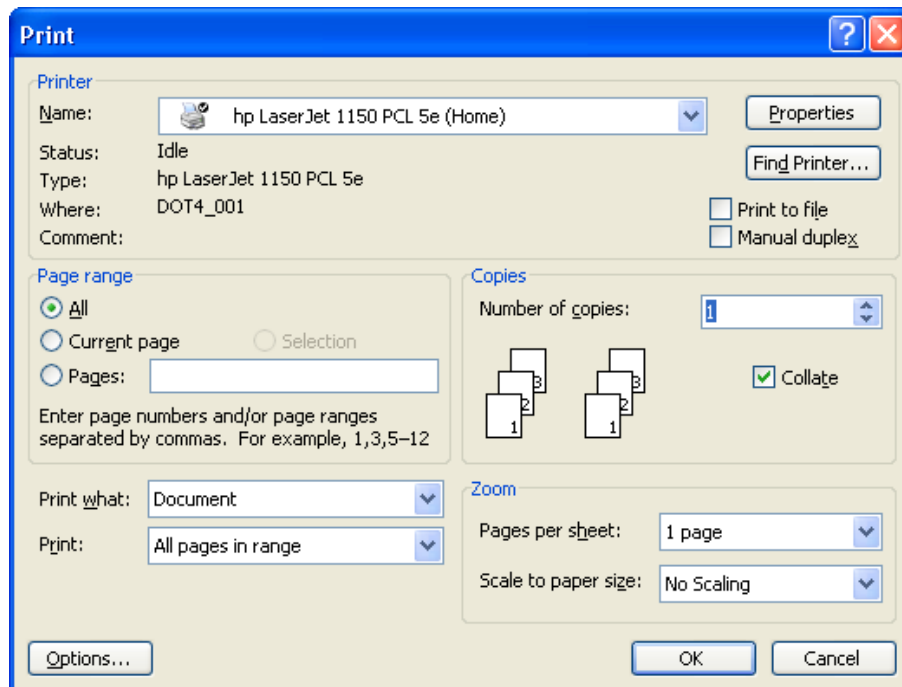 Print
Printer
Name: hp LaserJet 1150 PCL 5e (Home) Properties
Status: Idle
Find Printer...
Type: hp LaserJet 1150 PCL 5e
Where: DOT4_001 Print to file
Comment: Manual duplex
Page range
All
Current page Selection
Pages:
Enter page numbers and/or page ranges
separated by commas. For example, 1,3,5–12
Copies
Number of copies: 1
3 3
2 2
1 1
Collate
Print what: Document
Print: All pages in range
Zoom
Pages per sheet: 1 page
Scale to paper size: No Scaling
Options... OK Cancel